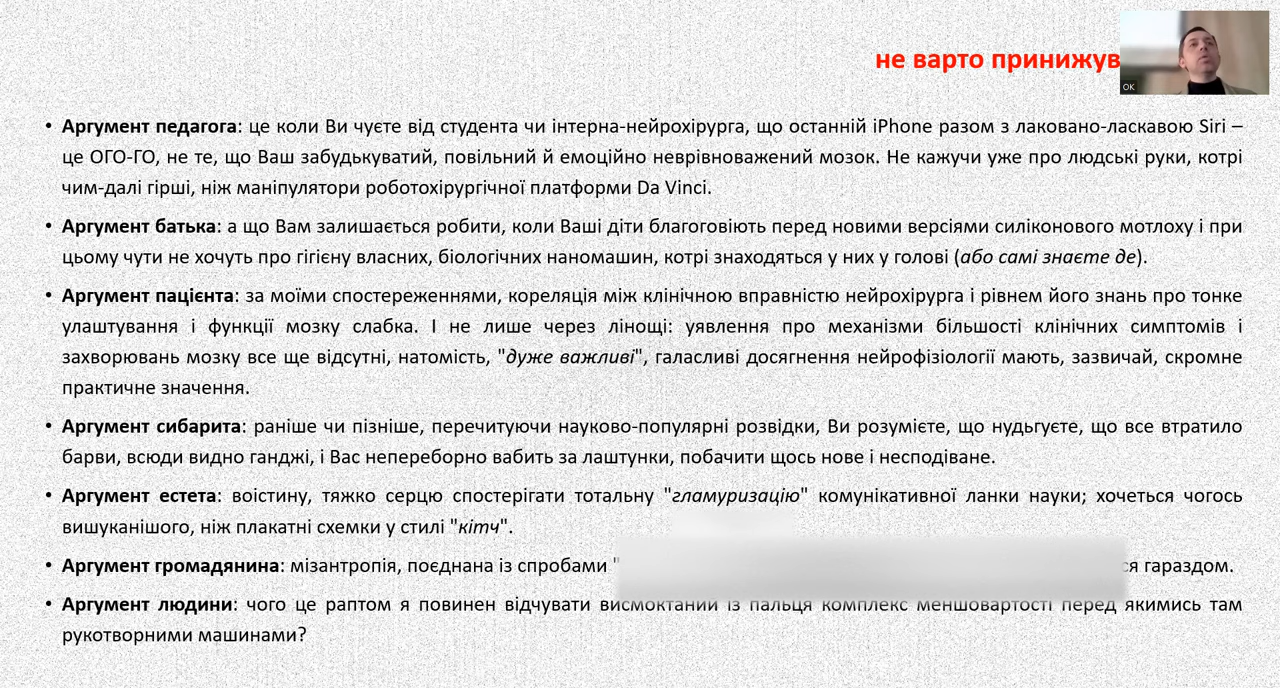 не варто принижув
ОК
• Аргумент педагога: це коли Ви чуєте від студента чи інтерна-нейрохірурга, що останній iPhone разом з лаковано-ласкавою Siri –
це ОГО-ГО, не те, що Ваш забудькуватий, повільний й емоційно неврівноважений мозок. Не кажучи уже про людські руки, котрі
чим-далі гірші, ніж маніпулятори роботохірургічної платформи Da Vinci.
• Аргумент батька: а що Вам залишається робити, коли Ваші діти благоговіють перед новими версіями силіконового мотлоху і при
цьому чути не хочуть про гігієну власних, біологічних наномашин, котрі знаходяться у них у голові (або самі знаєте де).
• Аргумент пацієнта: за моїми спостереженнями, кореляція між клінічною вправністю нейрохірурга і рівнем його знань про тонке
улаштування і функції мозку слабка. І не лише через лінощі: уявлення про механізми більшості клінічних симптомів і
захворювань мозку все ще відсутні, натомість, "дуже важливі", галасливі досягнення нейрофізіології мають, зазвичай, скромне
практичне значення.
• Аргумент сибарита: раніше чи пізніше, перечитуючи науково-популярні розвідки, Ви розумієте, що нудьгуєте, що все втратило
барви, всюди видно ганджі, і Вас непереборно вабить за лаштунки, побачити щось нове і несподіване.
• Аргумент естета: воістину, тяжко серцю спостерігати тотальну "гламуризацію" комунікативної ланки науки; хочеться чогось
вишуканішого, ніж плакатні схемки у стилі "кітч".
• Аргумент громадянина: мізантропія, поєднана із спробами " ся гараздом.
• Аргумент людини: чого це раптом я повинен відчувати висмоктаний із пальця комплекс меншовартості перед якимись там
рукотворними машинами?